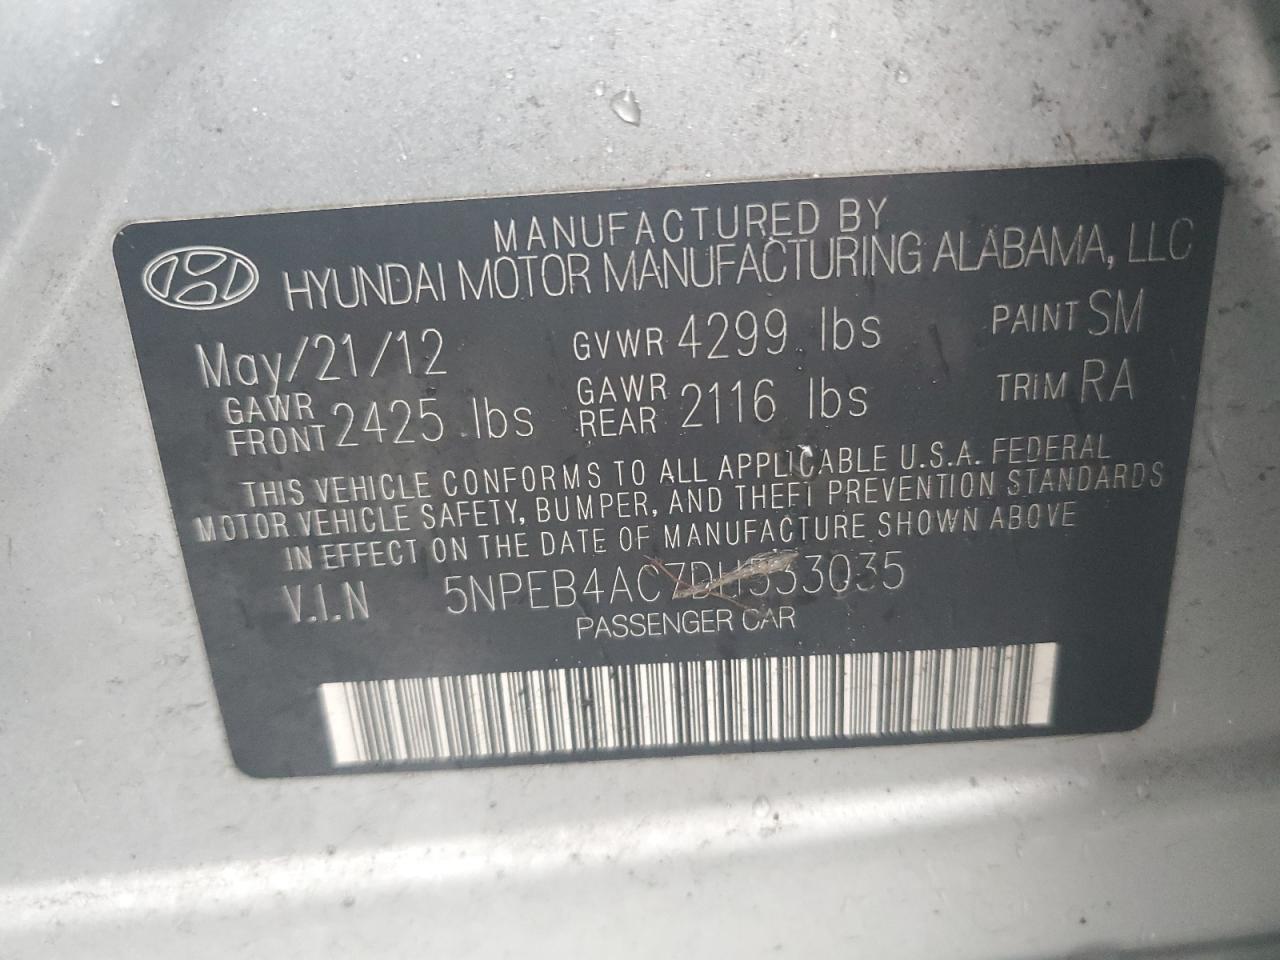 MANUFACTURED BY
HYUNDAI MOTOR MANUFACTURING ALABAMA, LLC
May/21/12 GVWR 4299 lbs PAINT SM
GAWR FRONT 2425 lbs GAWR REAR 2116 lbs TRIM RA
THIS VEHICLE CONFORMS TO ALL APPLICABLE U.S.A. FEDERAL
MOTOR VEHICLE SAFETY, BUMPER, AND THEFT PREVENTION STANDARDS
IN EFFECT ON THE DATE OF MANUFACTURE SHOWN ABOVE
V.I.N 5NPEB4AC7DH533035
PASSENGER CAR